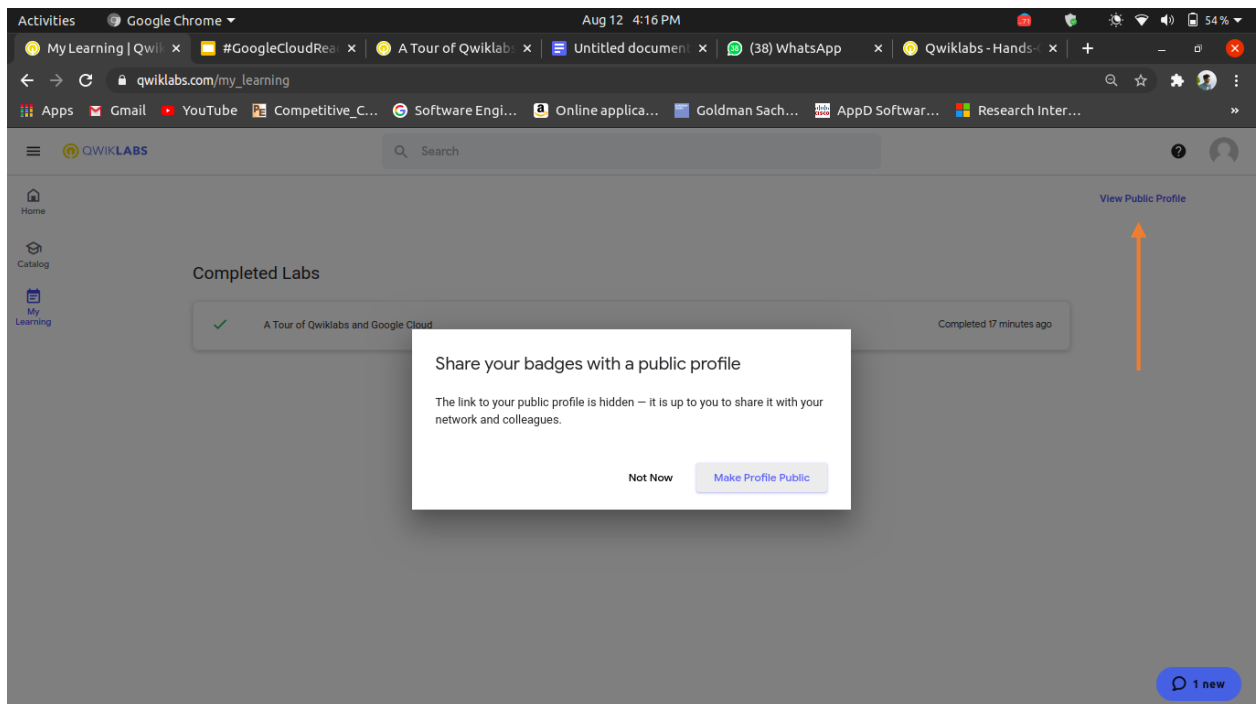 Activities Google Chrome Aug 12 4:16 PM 71 54 %
My Learning | Qwik #GoogleCloudRea A Tour of Qwiklabs Untitled document (38) WhatsApp Qwiklabs - Hands-
qwiklabs.com/my_learning
Apps Gmail YouTube Competitive_C... Software Engi... Online applica... Goldman Sach... AppD Softwar... Research Inter... »
QWIKLABS Search
Home
View Public Profile
Catalog
Completed Labs
My
Learning
A Tour of Qwiklabs and Google Cloud Completed 17 minutes ago
Share your badges with a public profile
The link to your public profile is hidden — it is up to you to share it with your
network and colleagues.
Not Now Make Profile Public
1 new